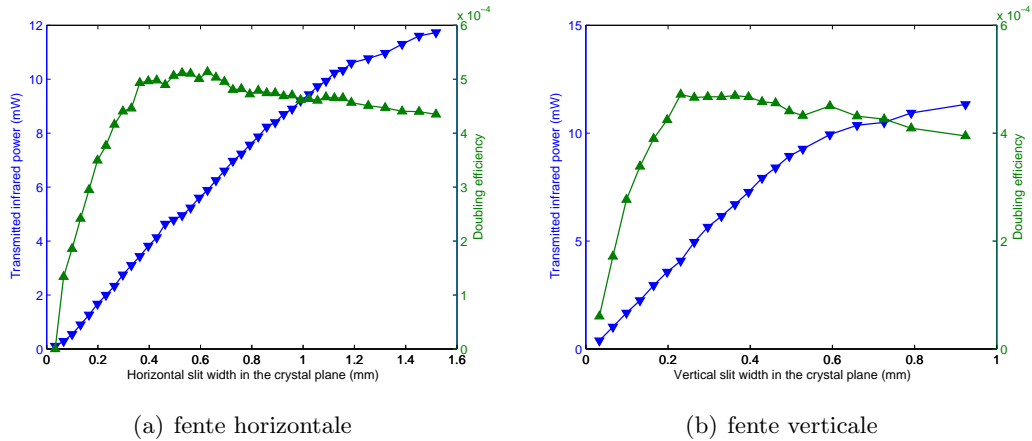 x 10⁻⁴
12
10
8
6
4
2
0
Transmitted infrared power (mW)
6
5
4
3
2
1
0
Doubling efficiency
0 0.2 0.4 0.6 0.8 1 1.2 1.4 1.6
Horizontal slit width in the crystal plane (mm)
(a) fente horizontale
x 10⁻⁴
15
10
5
0
Transmitted infrared power (mW)
6
4
2
0
Doubling efficiency
0 0.2 0.4 0.6 0.8 1
Vertical slit width in the crystal plane (mm)
(b) fente verticale